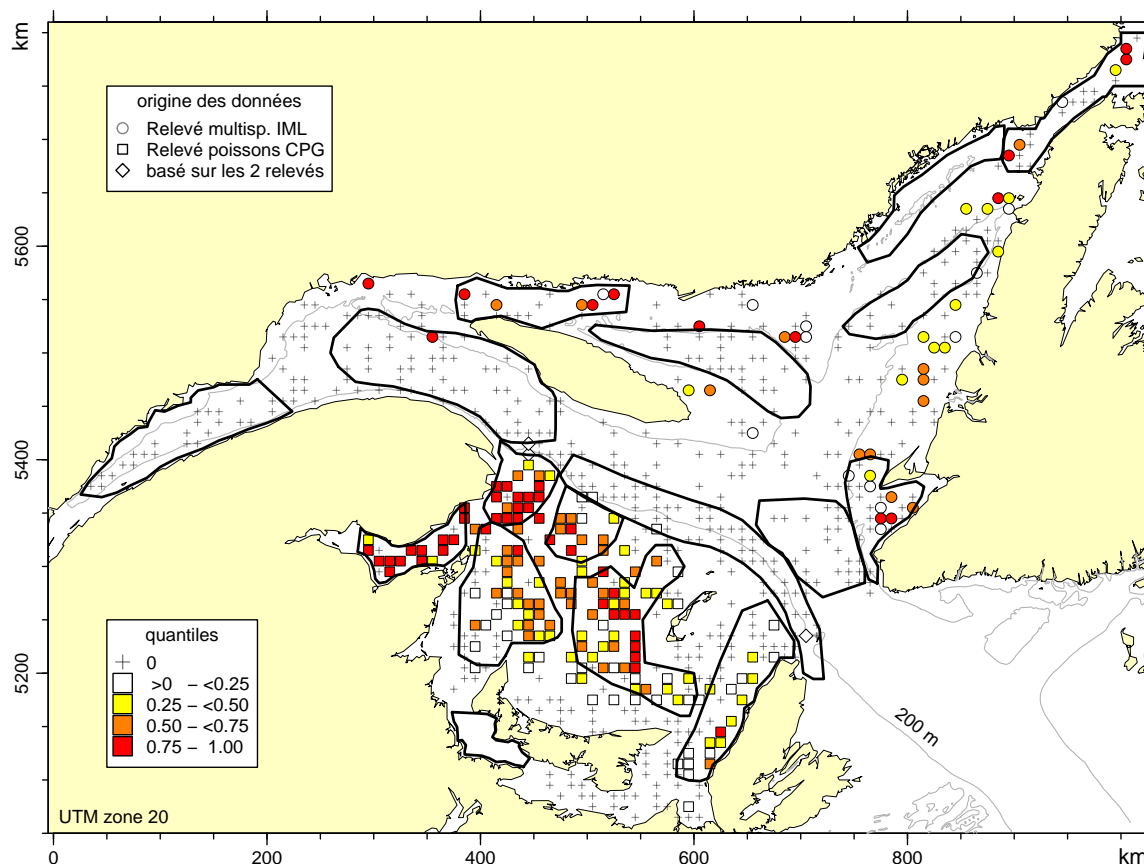 km
origine des données
Relevé multisp. IML
Relevé poissons CPG
basé sur les 2 relevés
5600
5400
5200
quantiles
0
>0 – <0.25
0.25 – <0.50
0.50 – <0.75
0.75 – 1.00
200 m
UTM zone 20
0 200 400 600 800 km